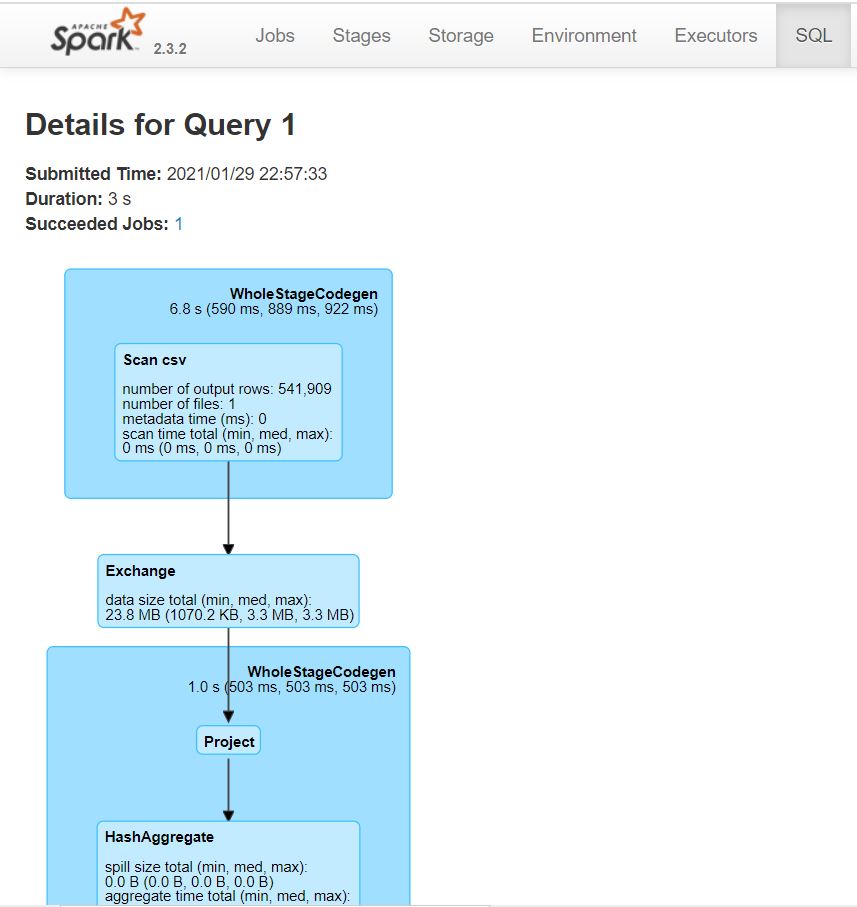 APACHE
Spark 2.3.2 Jobs Stages Storage Environment Executors SQL
Details for Query 1
Submitted Time: 2021/01/29 22:57:33
Duration: 3 s
Succeeded Jobs: 1
WholeStageCodegen
6.8 s (590 ms, 889 ms, 922 ms)
Scan csv
number of output rows: 541,909
number of files: 1
metadata time (ms): 0
scan time total (min, med, max):
0 ms (0 ms, 0 ms, 0 ms)
Exchange
data size total (min, med, max):
23.8 MB (1070.2 KB, 3.3 MB, 3.3 MB)
WholeStageCodegen
1.0 s (503 ms, 503 ms, 503 ms)
Project
HashAggregate
spill size total (min, med, max):
0.0 B (0.0 B, 0.0 B, 0.0 B)
aggregate time total (min, med, max):